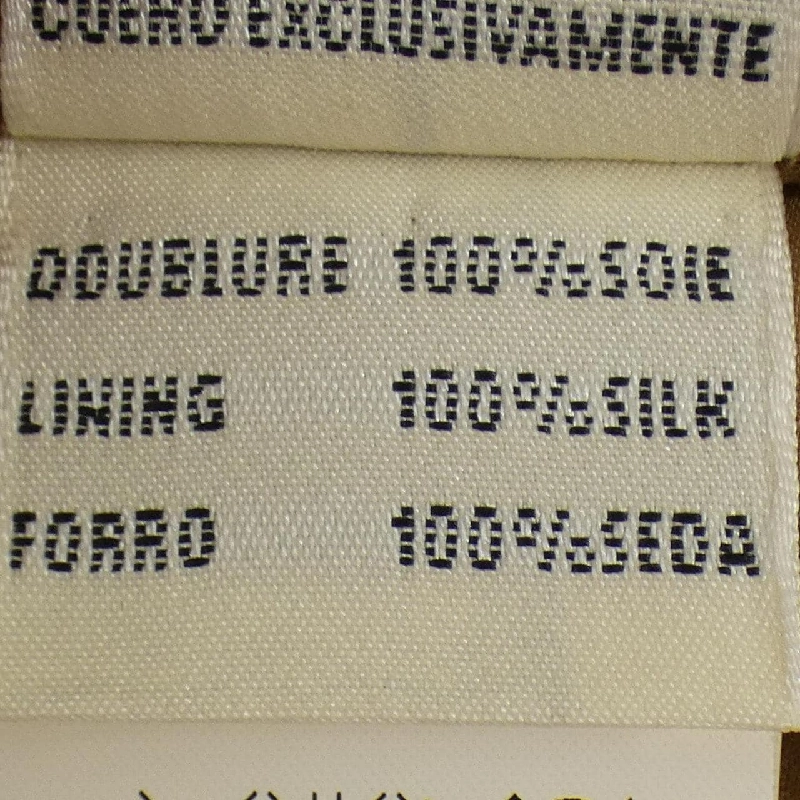 CUERO EXCLUSIVAMENTE
DOUBLURE 100%SOIE
LINING 100%SILK
FORRO 100%SEDA